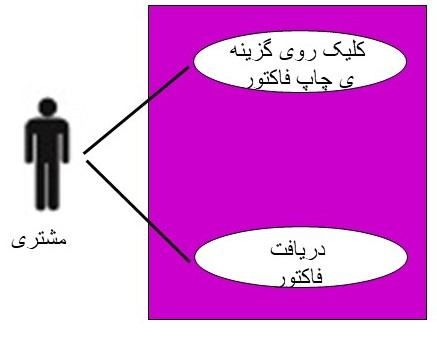 کلیک روی گزینه
ی چاپ فاکتور
مشتری
دریافت
فاکتور